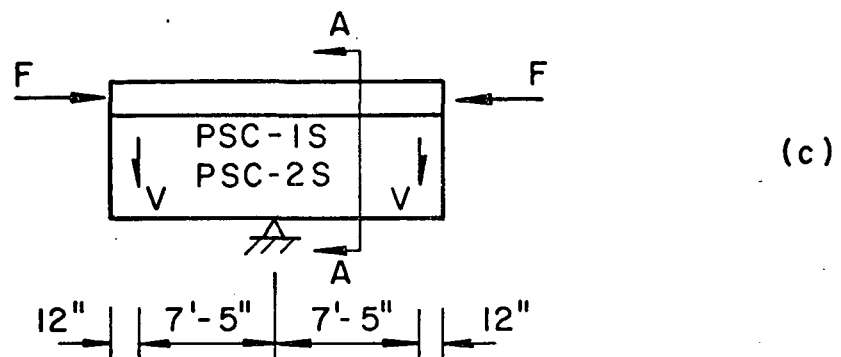 A
F F
PSC-1S
PSC-2S
(c)
V V
A
12" 7'-5" 7'-5" 12"